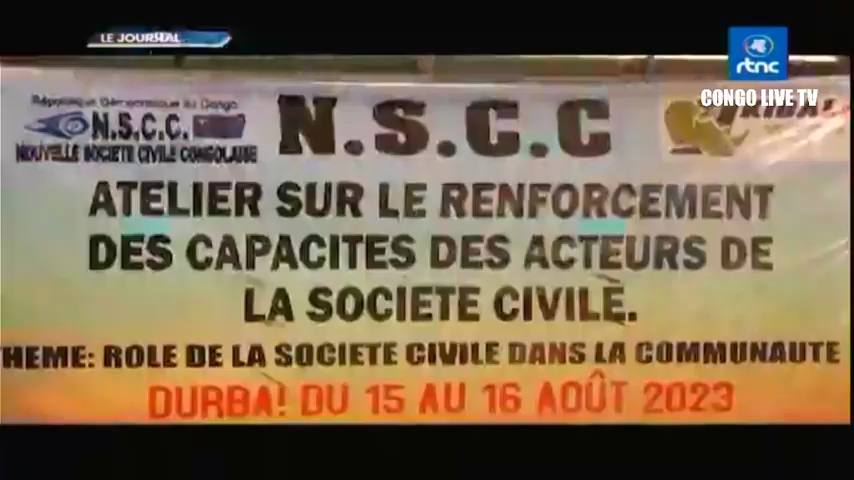 LE JOURNAL
rtnc
CONGO LIVE TV
République Démocratique du Congo
N.S.C.C.
NOUVELLE SOCIETE CIVILE CONGOLAISE
N.S.C.C
ATELIER SUR LE RENFORCEMENT
DES CAPACITES DES ACTEURS DE
LA SOCIETE CIVILE.
HEME: ROLE DE LA SOCIETE CIVILE DANS LA COMMUNAUTE
DURBA! DU 15 AU 16 AOÛT 2023